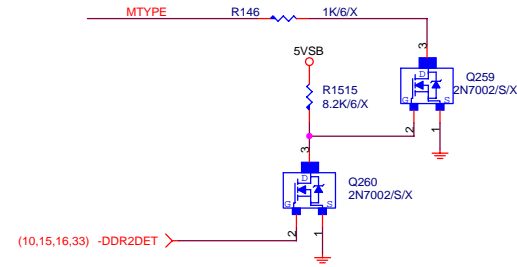 MTYPE R146 1K/6/X
3
5VSB
D Q259
2N7002/S/X
R1515
8.2K/6/X
G S
2 1
3
D Q260
2N7002/S/X
G S
2 1
(10,15,16,33) -DDR2DET